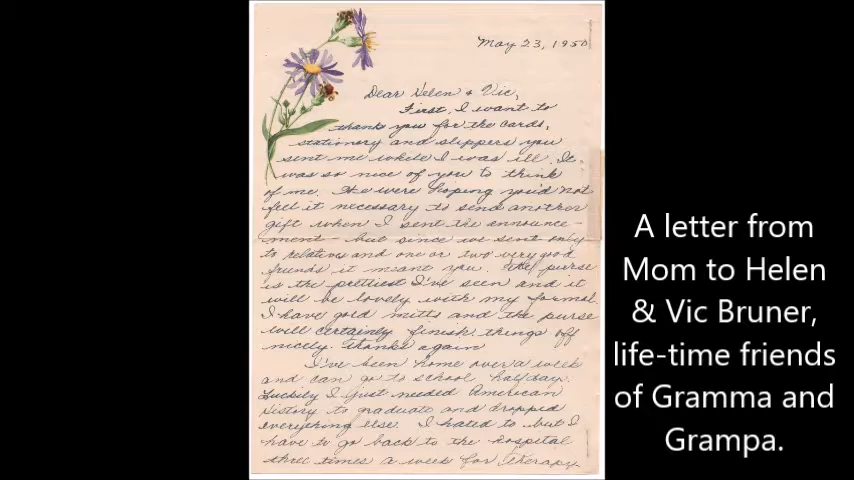 May 23, 1950
Dear Helen + Vic,
First, I want to
thank you for the cards,
stationery and slippers you
sent me while I was ill. It
was so nice of you to think
of me. We were hoping you'd not
feel it necessary to send another
gift when I sent the announce-
ment - but since we sent only
to relatives and one or two very good
friends it meant you. The purse
is the prettiest I've seen and it
will be lovely with my formal.
I have gold mitts and the purse
will certainly finish things off
nicely. Thanks again
I've been home over a week
and can go to school half day.
Luckily I just needed American
History to graduate and dropped
everything else. I hated to but I
have to go back to the hospital
three times a week for therapy.
A letter from
Mom to Helen
& Vic Bruner,
life-time friends
of Gramma and
Grampa.